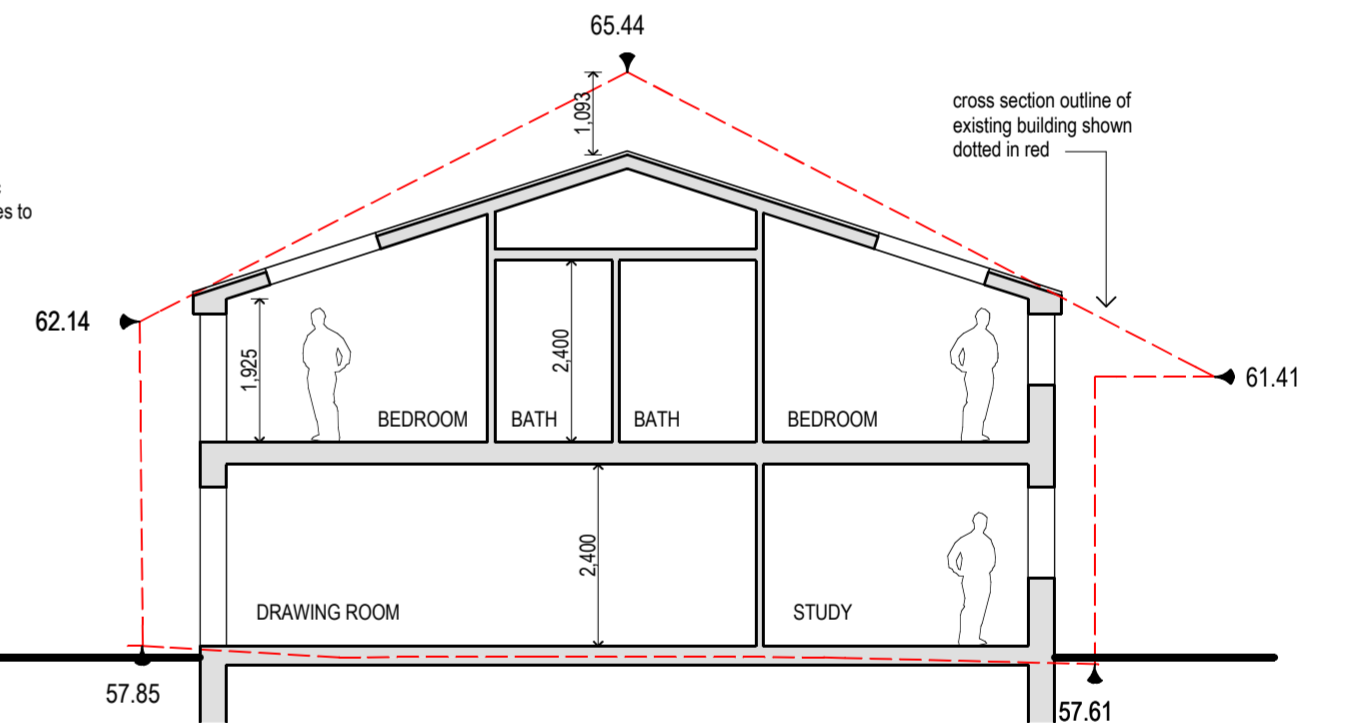 65.44
1,093
cross section outline of
existing building shown
dotted in red
es to
62.14
1,925
2,400
61.41
BEDROOM
BATH
BATH
BEDROOM
2,400
DRAWING ROOM
STUDY
57.85
57.61